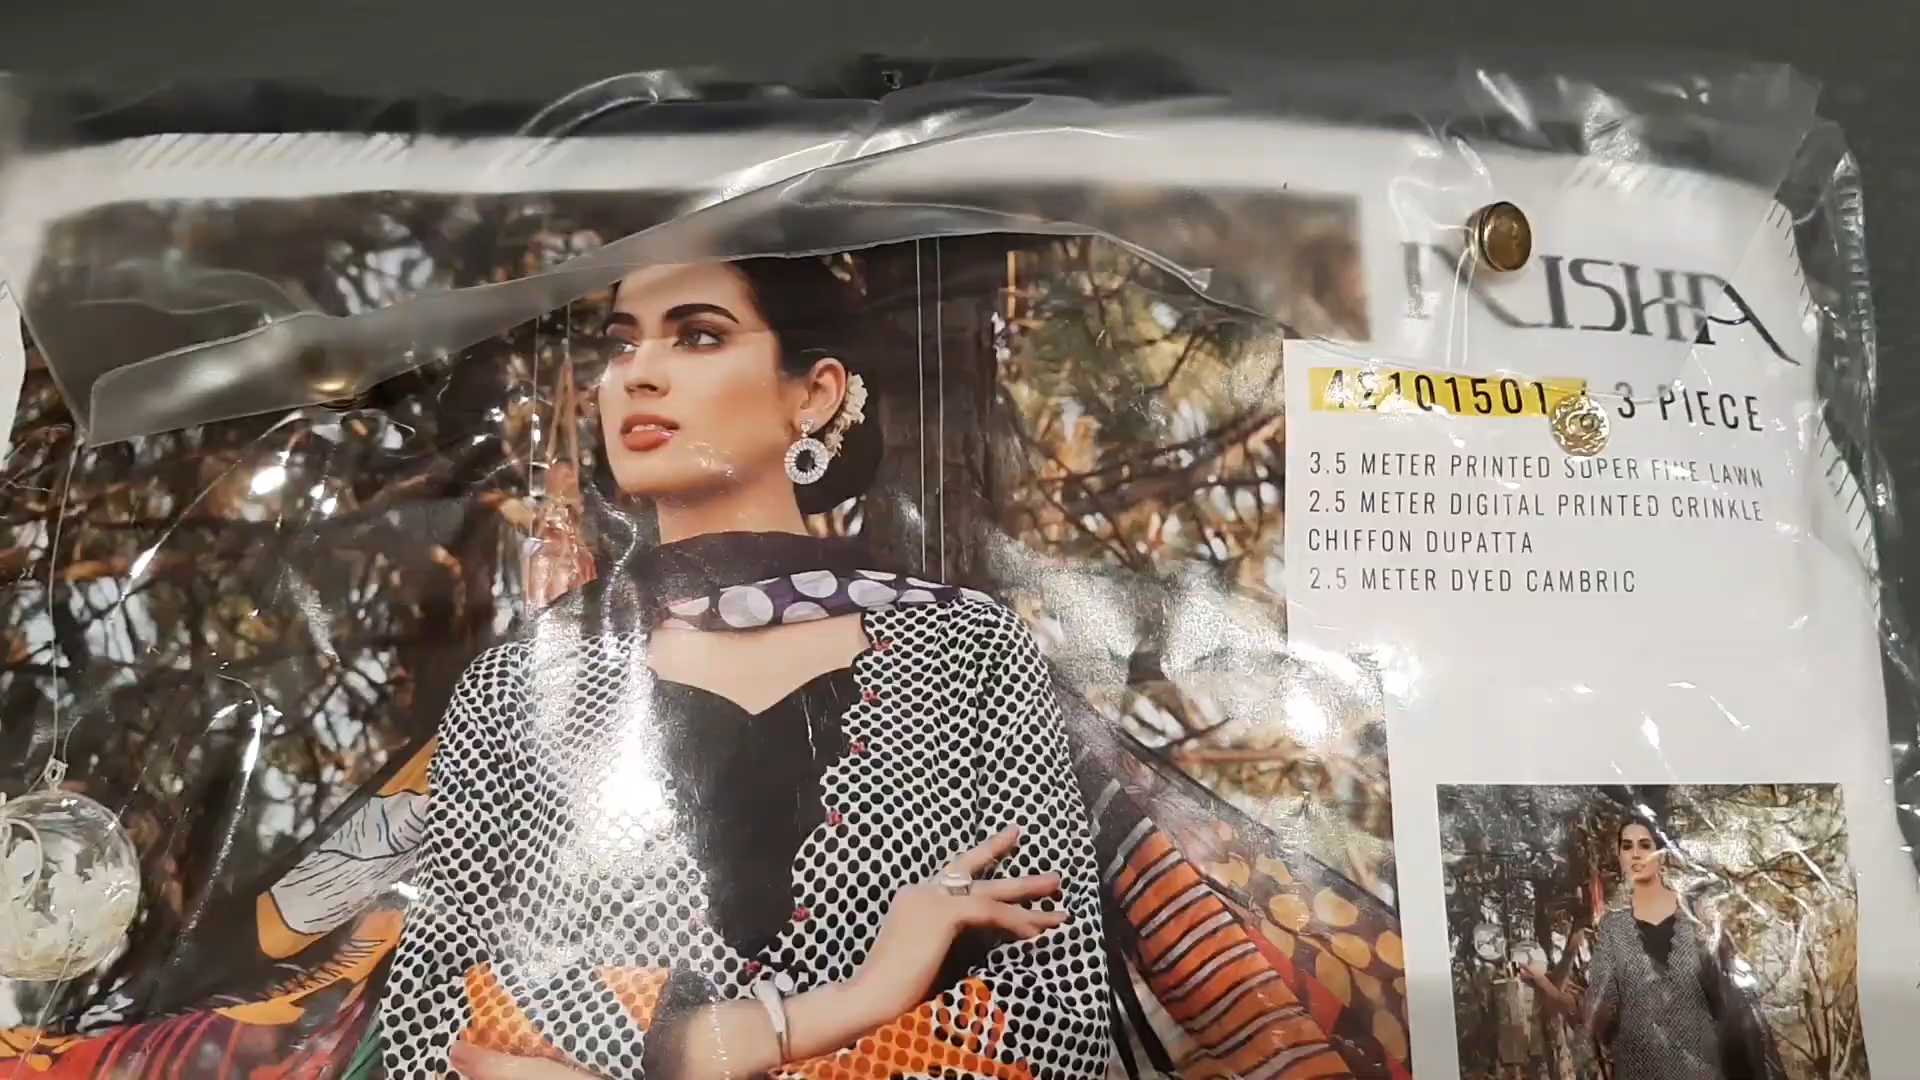 NISHA
42101501 / 3 PIECE
3.5 METER PRINTED SUPER FINE LAWN
2.5 METER DIGITAL PRINTED CRINKLE
CHIFFON DUPATTA
2.5 METER DYED CAMBRIC